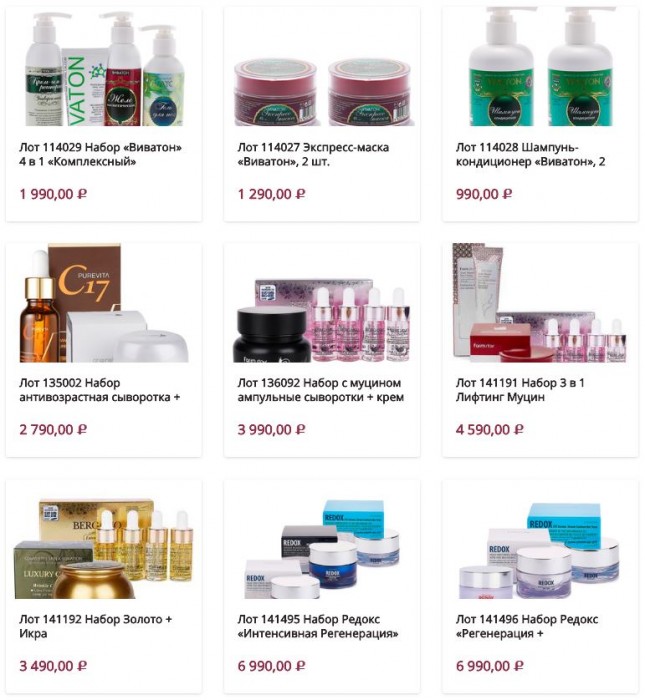 VATON
Лот 114029 Набор «Виватон»
4 в 1 «Комплексный»
1 990,00 ₽
Лот 114027 Экспресс-маска
«Виватон», 2 шт.
1 290,00 ₽
Шампунь
Шампунь
Лот 114028 Шампунь-
кондиционер «Виватон», 2
990,00 ₽
PUREVITA
C17
Лот 135002 Набор
антивозрастная сыворотка +
2 790,00 ₽
Лот 136092 Набор с муцином
ампульные сыворотки + крем
3 990,00 ₽
Лот 141191 Набор 3 в 1
Лифтинг Муцин
4 590,00 ₽
LUXURY
Лот 141192 Набор Золото +
Икра
3 490,00 ₽
REDOX
REDOX
REDOX
Лот 141495 Набор Редокс
«Интенсивная Регенерация»
6 990,00 ₽
REDOX
REDOX
REDOX
Лот 141496 Набор Редокс
«Регенерация +
6 990,00 ₽